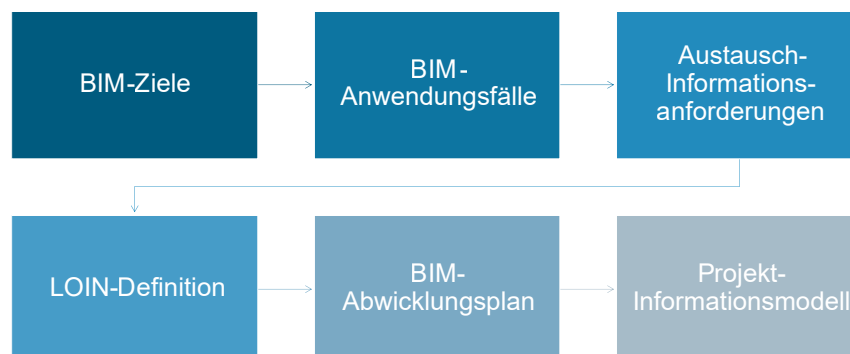 BIM-Ziele
BIM-
Anwendungsfälle
Austausch-
Informations-
anforderungen
LOIN-Definition
BIM-
Abwicklungsplan
Projekt-
Informationsmodell